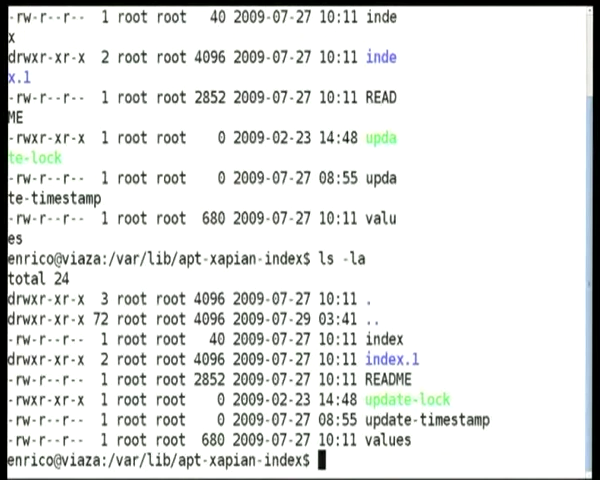 -rw-r--r-- 1 root root 40 2009-07-27 10:11 inde
x
drwxr-xr-x 2 root root 4096 2009-07-27 10:11 inde
x.1
-rw-r--r-- 1 root root 2852 2009-07-27 10:11 READ
ME
-rwxr-xr-x 1 root root 0 2009-02-23 14:48 upda
te-lock
-rw-r--r-- 1 root root 0 2009-07-27 08:55 upda
te-timestamp
-rw-r--r-- 1 root root 680 2009-07-27 10:11 valu
es
enrico@viaza:/var/lib/apt-xapian-index$ ls -la
total 24
drwxr-xr-x 3 root root 4096 2009-07-27 10:11 .
drwxr-xr-x 72 root root 4096 2009-07-29 03:41 ..
-rw-r--r-- 1 root root 40 2009-07-27 10:11 index
drwxr-xr-x 2 root root 4096 2009-07-27 10:11 index.1
-rw-r--r-- 1 root root 2852 2009-07-27 10:11 README
-rwxr-xr-x 1 root root 0 2009-02-23 14:48 update-lock
-rw-r--r-- 1 root root 0 2009-07-27 08:55 update-timestamp
-rw-r--r-- 1 root root 680 2009-07-27 10:11 values
enrico@viaza:/var/lib/apt-xapian-index$